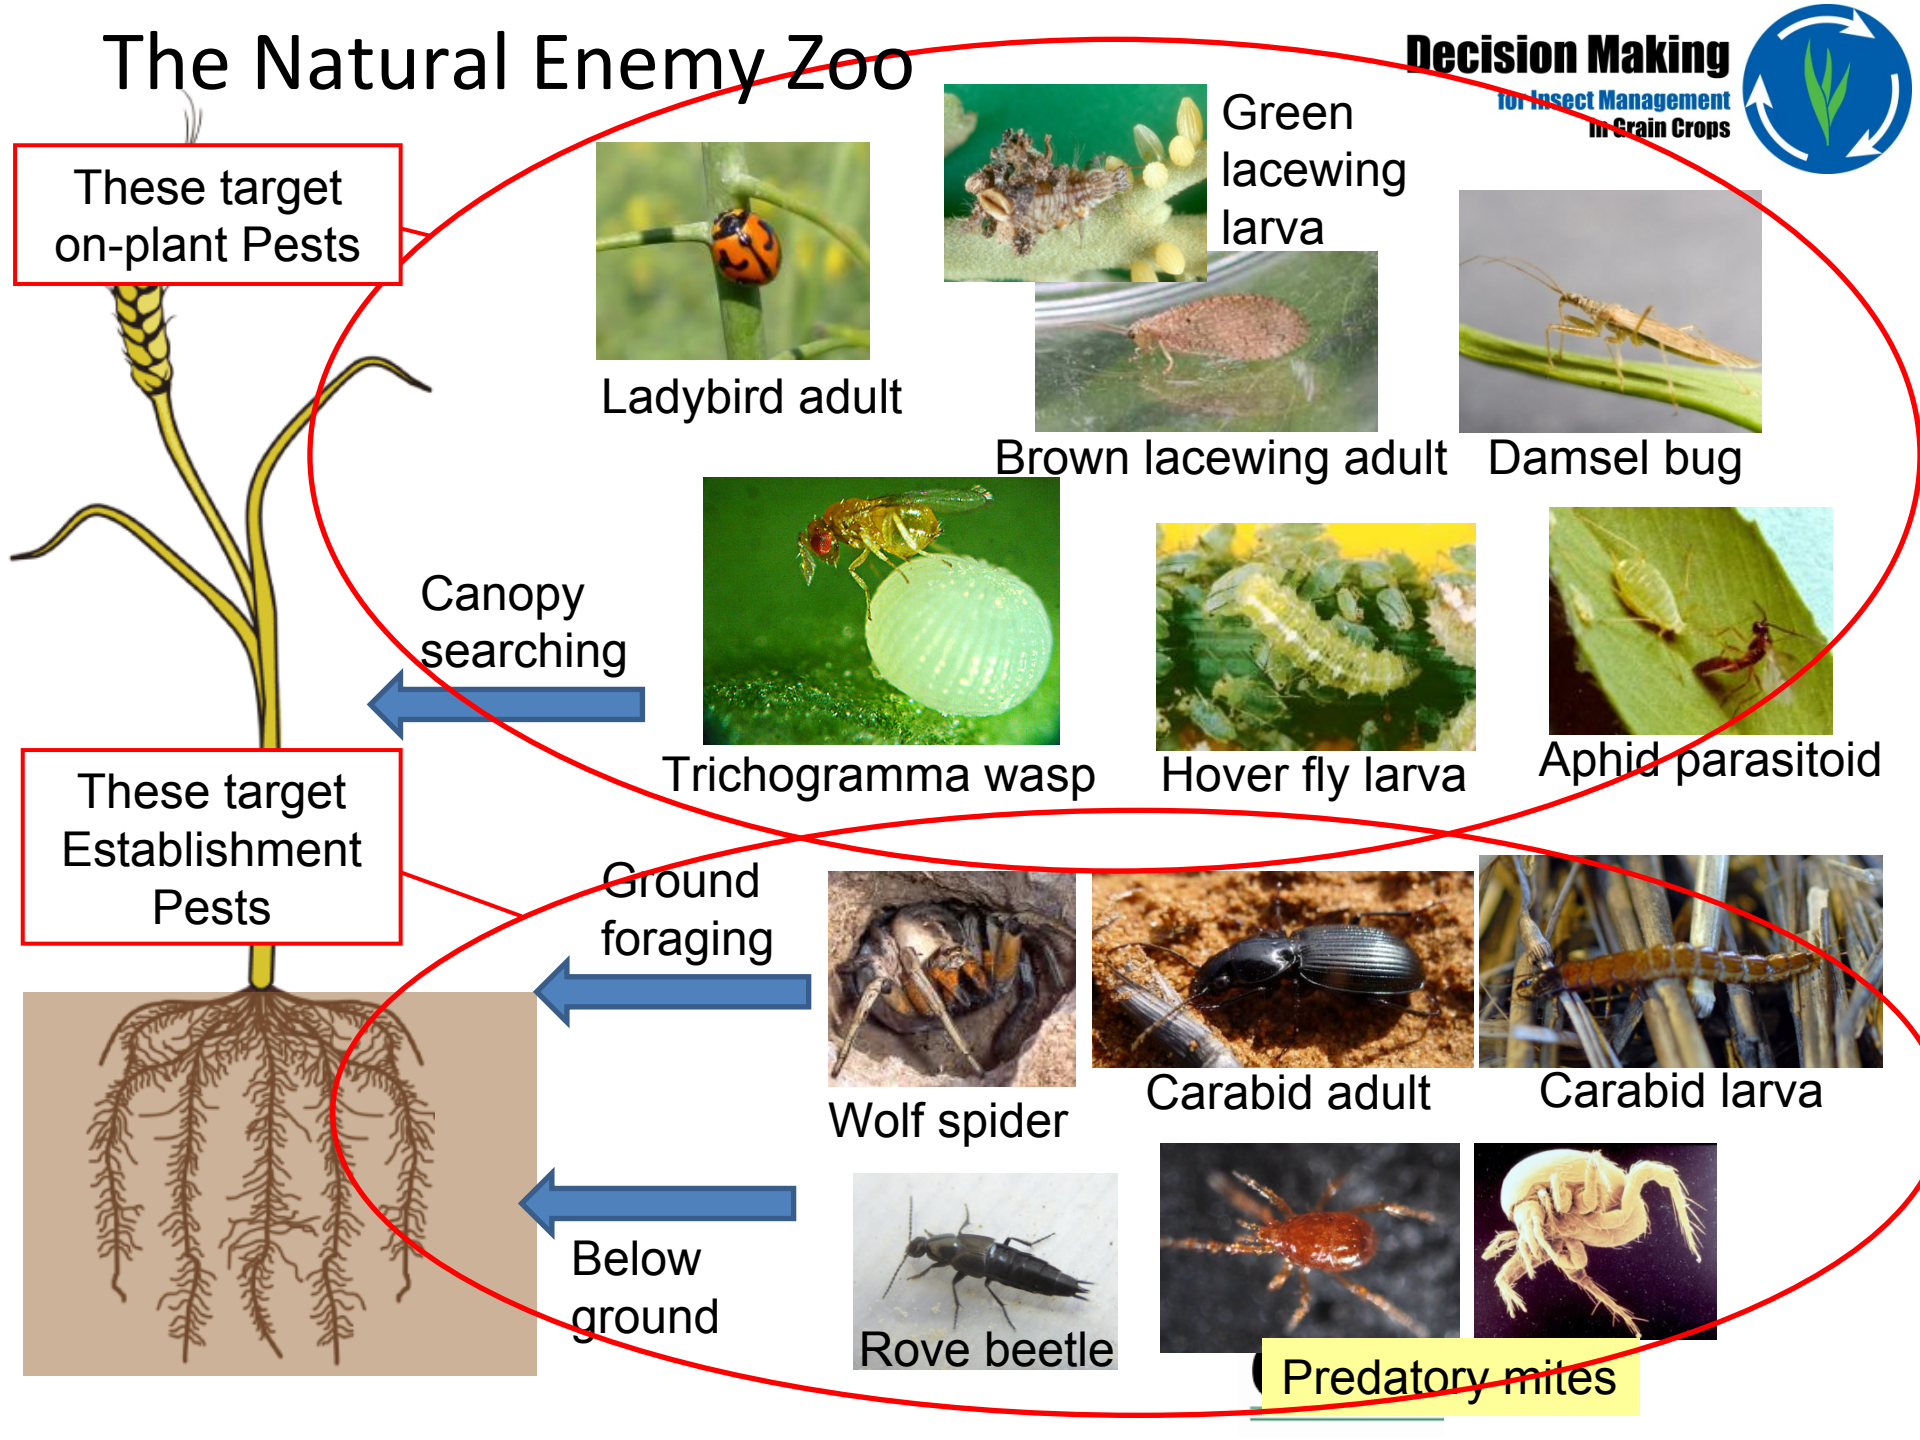 The Natural Enemy Zoo
Decision Making
for Insect Management
in Grain Crops
These target
on-plant Pests
Green
lacewing
larva
Ladybird adult
Brown lacewing adult
Damsel bug
Canopy
searching
Trichogramma wasp
Hover fly larva
Aphid parasitoid
These target
Establishment
Pests
Ground
foraging
Wolf spider
Carabid adult
Carabid larva
Below
ground
Rove beetle
Predatory mites